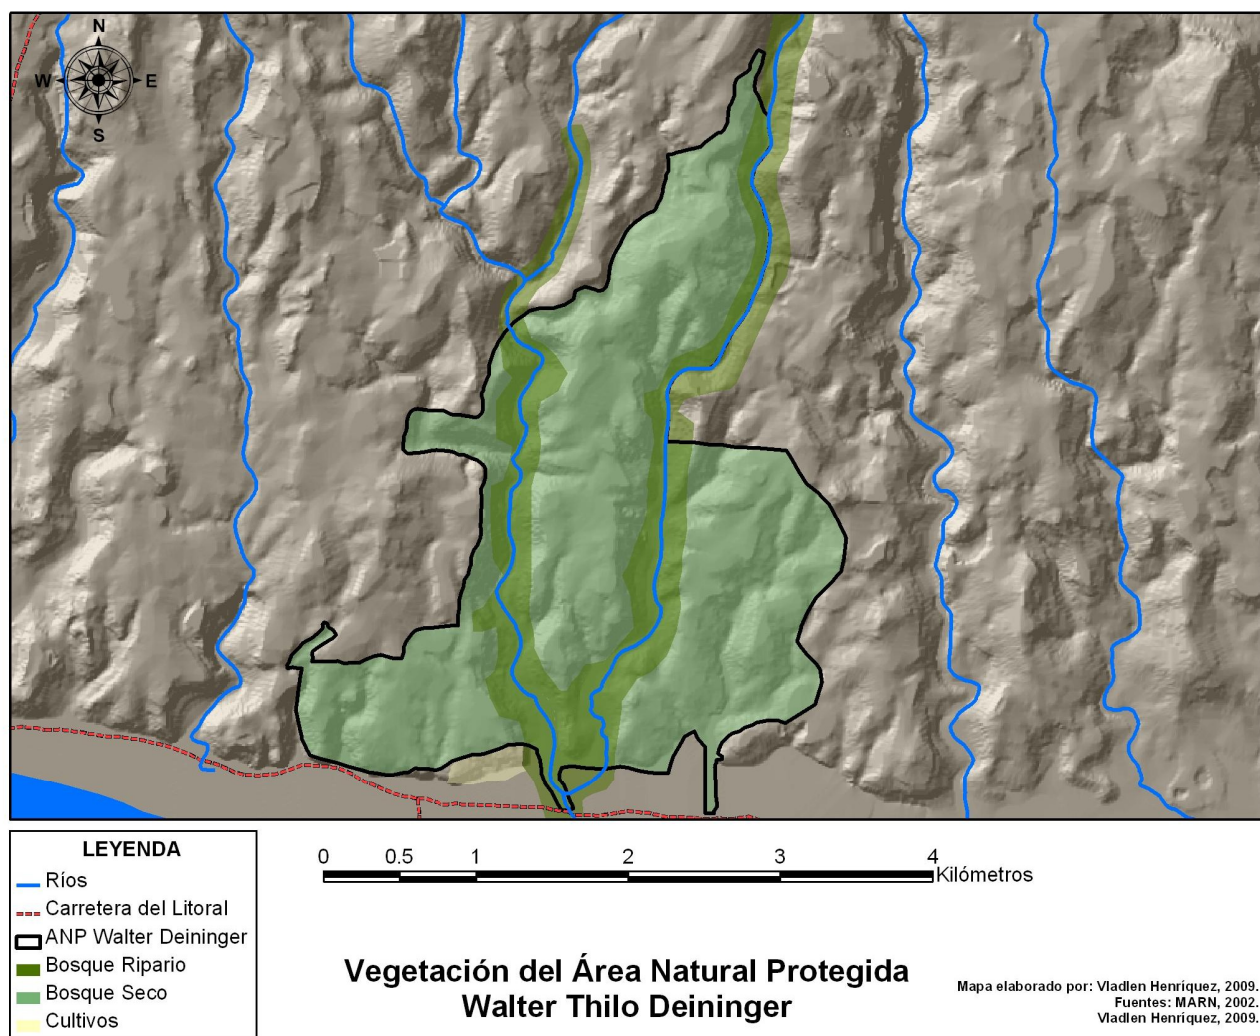 N
W E
S
LEYENDA
Ríos
Carretera del Litoral
ANP Walter Deininger
Bosque Ripario
Bosque Seco
Cultivos
0 0.5 1 2 3 4
Kilómetros
Vegetación del Área Natural Protegida
Walter Thilo Deininger
Mapa elaborado por: Vladlen Henríquez, 2009.
Fuentes: MARN, 2002.
Vladlen Henríquez, 2009.